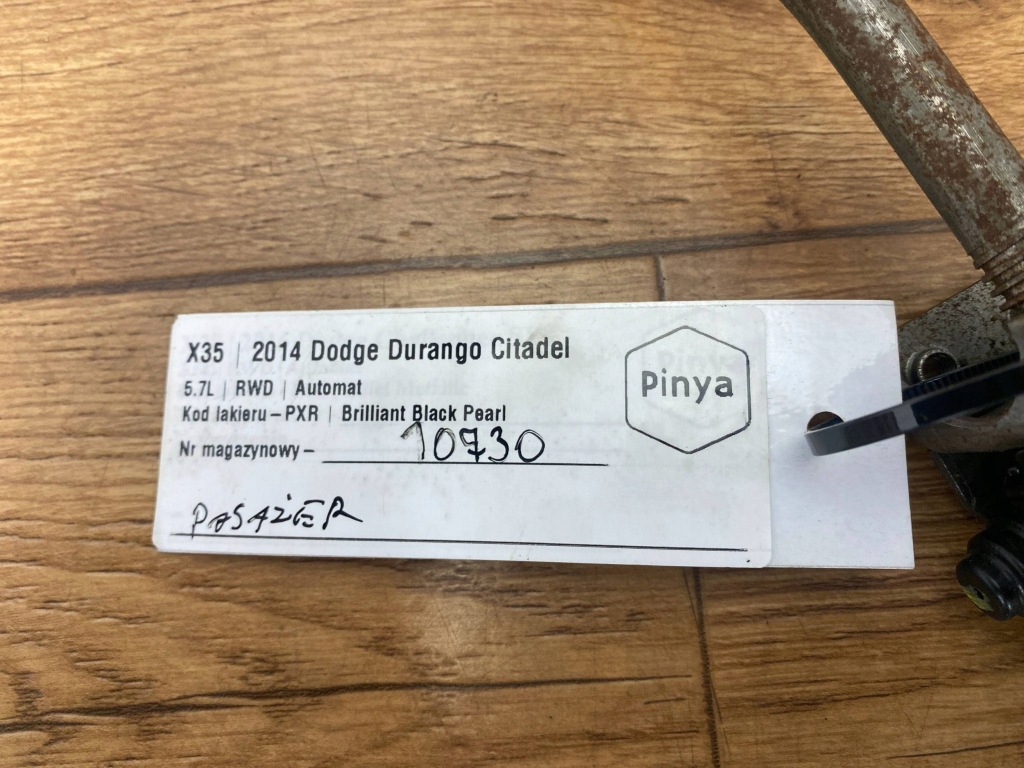 X35 | 2014 Dodge Durango Citadel
5.7L | RWD | Automat
Kod lakieru – PXR | Brilliant Black Pearl
Nr magazynowy – 10730
PASAŻER
Pinya